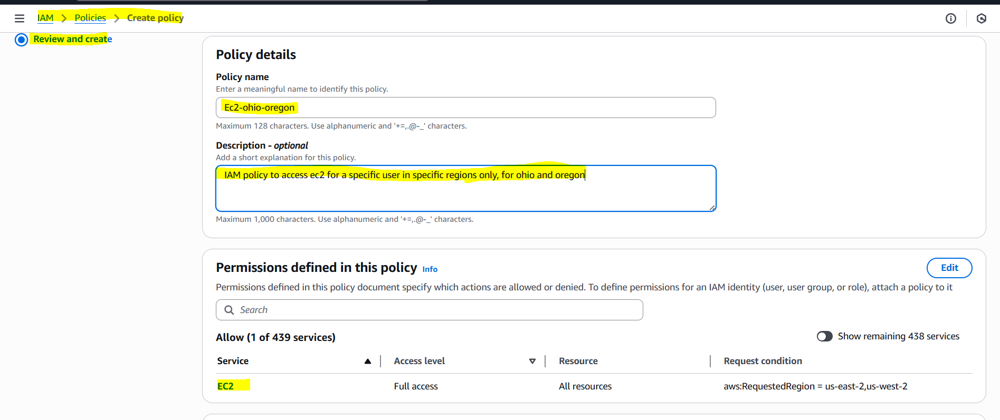 IAM > Policies > Create policy
Review and create
Policy details
Policy name
Enter a meaningful name to identify this policy.
Ec2-ohio-oregon
Maximum 128 characters. Use alphanumeric and '+=,.@-_' characters.
Description - optional
Add a short explanation for this policy.
IAM policy to access ec2 for a specific user in specific regions only, for ohio and oregon
Maximum 1,000 characters. Use alphanumeric and '+=,.@-_' characters.
Permissions defined in this policy Info
Edit
Permissions defined in this policy document specify which actions are allowed or denied. To define permissions for an IAM identity (user, user group, or role), attach a policy to it
Search
Allow (1 of 439 services)
Show remaining 438 services
Service Access level Resource Request condition
EC2 Full access All resources aws:RequestedRegion = us-east-2,us-west-2